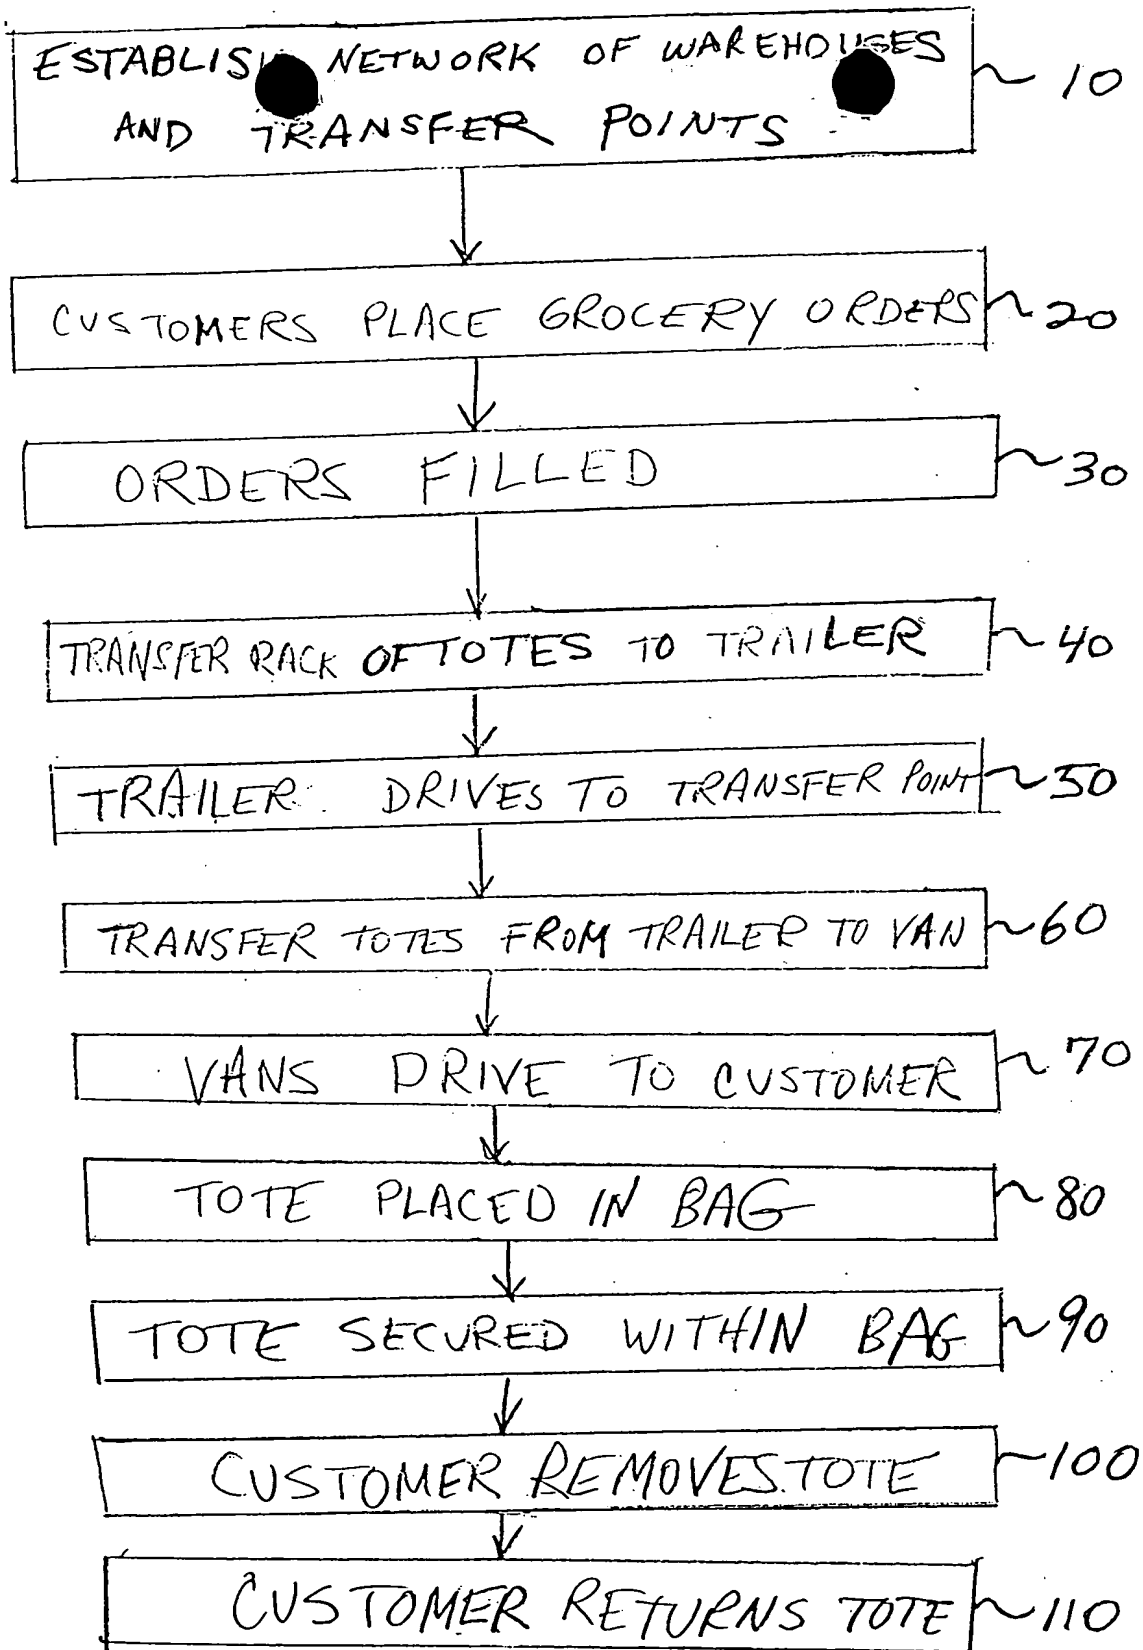 ESTABLISH NETWORK OF WAREHOUSES
AND TRANSFER POINTS
10
CUSTOMERS PLACE GROCERY ORDERS
20
ORDERS FILLED
30
TRANSFER RACK OF TOTES TO TRAILER
40
TRAILER DRIVES TO TRANSFER POINT
50
TRANSFER TOTES FROM TRAILER TO VAN
60
VANS DRIVE TO CUSTOMER
70
TOTE PLACED IN BAG
80
TOTE SECURED WITHIN BAG
90
CUSTOMER REMOVES TOTE
100
CUSTOMER RETURNS TOTE
110